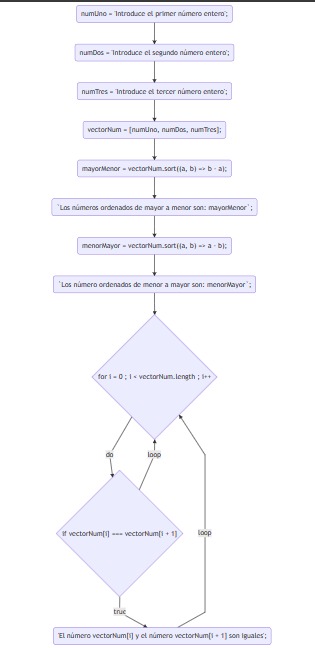 numUno = 'Introduce el primer número entero';
numDos = 'Introduce el segundo número entero';
numTres = 'Introduce el tercer número entero';
vectorNum = [numUno, numDos, numTres];
mayorMenor = vectorNum.sort((a, b) => b - a);
`Los números ordenados de mayor a menor son: mayorMenor`;
menorMayor = vectorNum.sort((a, b) => a - b);
`Los número ordenados de menor a mayor son: menorMayor`;
for i = 0 ; i < vectorNum.length ; i++
do
loop
if vectorNum[i] === vectorNum[i + 1]
loop
true
'El número vectorNum[i] y el número vectorNum[i + 1] son iguales';